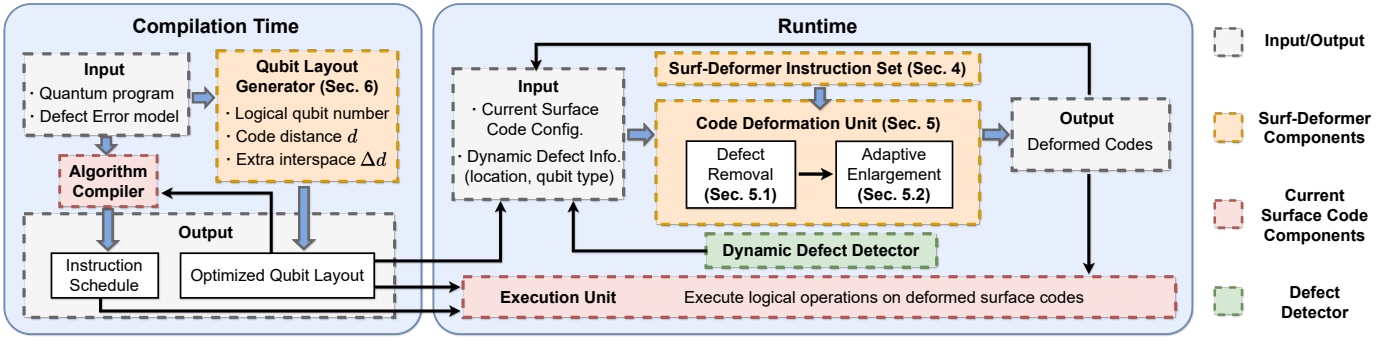 Compilation Time
Input
· Quantum program
· Defect Error model
Qubit Layout
Generator (Sec. 6)
· Logical qubit number
· Code distance d
· Extra interspace Δd
Algorithm
Compiler
Output
Instruction
Schedule
Optimized Qubit Layout
Runtime
Input
· Current Surface
Code Config.
· Dynamic Defect Info.
(location, qubit type)
Surf-Deformer Instruction Set (Sec. 4)
Code Deformation Unit (Sec. 5)
Defect
Removal
(Sec. 5.1)
Adaptive
Enlargement
(Sec. 5.2)
Output
Deformed Codes
Dynamic Defect Detector
Execution Unit
Execute logical operations on deformed surface codes
Input/Output
Surf-Deformer
Components
Current
Surface Code
Components
Defect
Detector